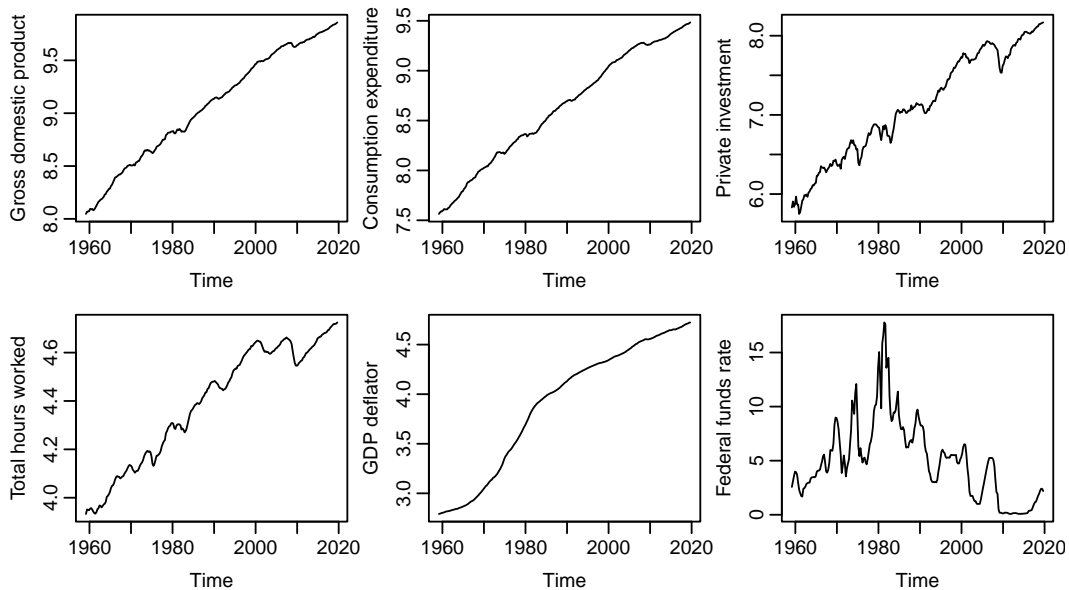 Gross domestic product
8.0 8.5 9.0 9.5
1960 1980 2000 2020
Time
Consumption expenditure
7.5 8.0 8.5 9.0 9.5
1960 1980 2000 2020
Time
Private investment
6.0 7.0 8.0
1960 1980 2000 2020
Time
Total hours worked
4.0 4.2 4.4 4.6
1960 1980 2000 2020
Time
GDP deflator
3.0 3.5 4.0 4.5
1960 1980 2000 2020
Time
Federal funds rate
0 5 10 15
1960 1980 2000 2020
Time